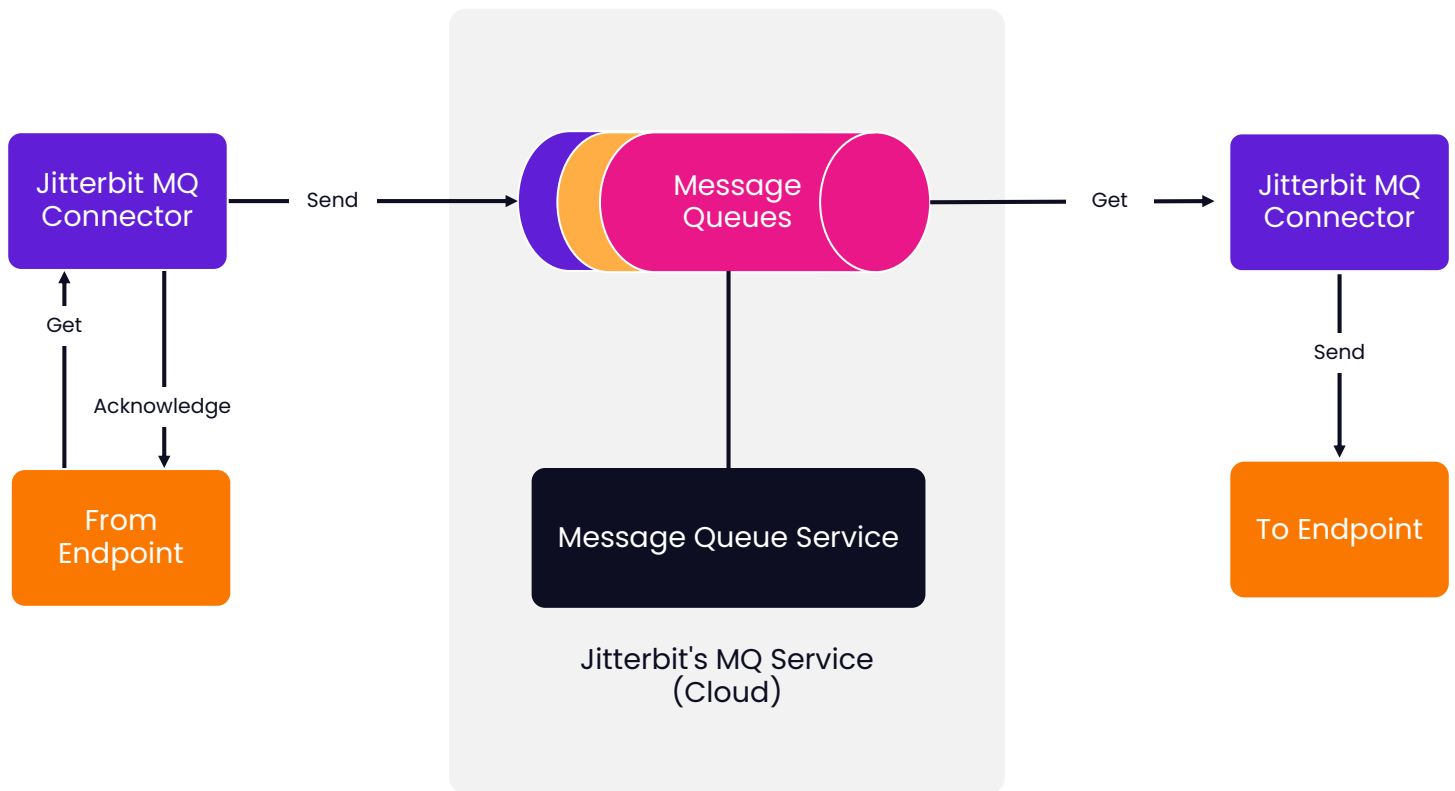 Jitterbit MQ
Connector
Send
Message
Queues
Get
Jitterbit MQ
Connector
Get
Acknowledge
Send
From
Endpoint
Message Queue Service
To Endpoint
Jitterbit's MQ Service
(Cloud)